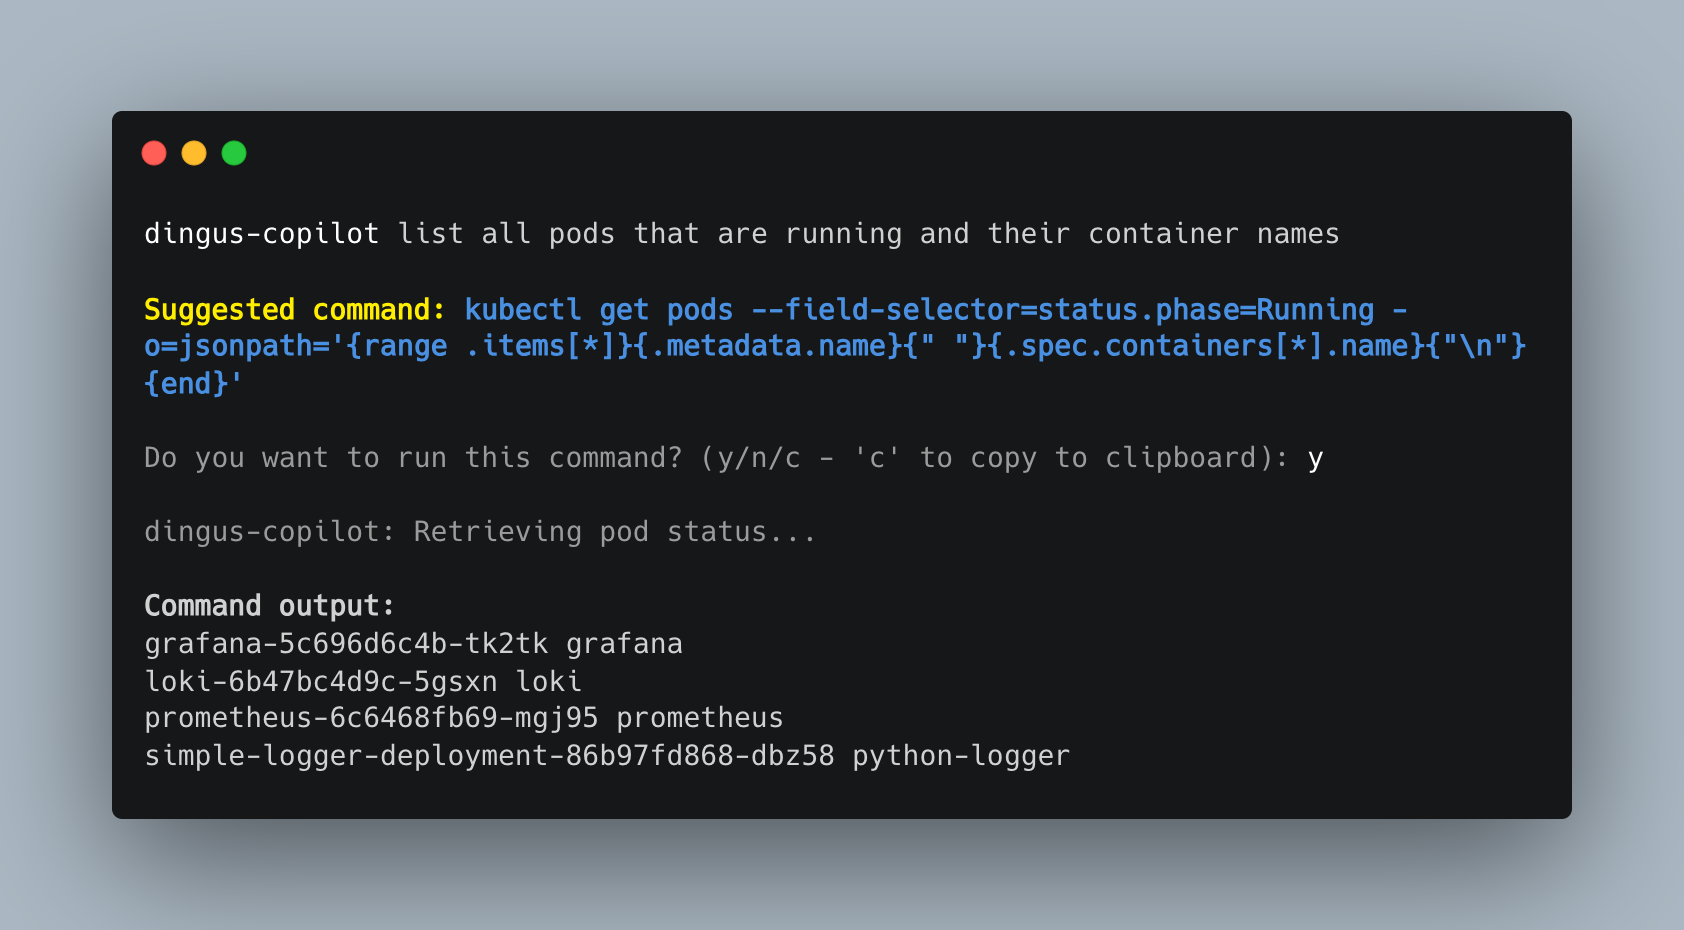 dingus-copilot list all pods that are running and their container names
Suggested command: kubectl get pods --field-selector=status.phase=Running -
o=jsonpath='{range .items[*]}{.metadata.name}{" "}{.spec.containers[*].name}{"\n"}
{end}'
Do you want to run this command? (y/n/c - 'c' to copy to clipboard): y
dingus-copilot: Retrieving pod status...
Command output:
grafana-5c696d6c4b-tk2tk grafana
loki-6b47bc4d9c-5gsxn loki
prometheus-6c6468fb69-mgj95 prometheus
simple-logger-deployment-86b97fd868-dbz58 python-logger